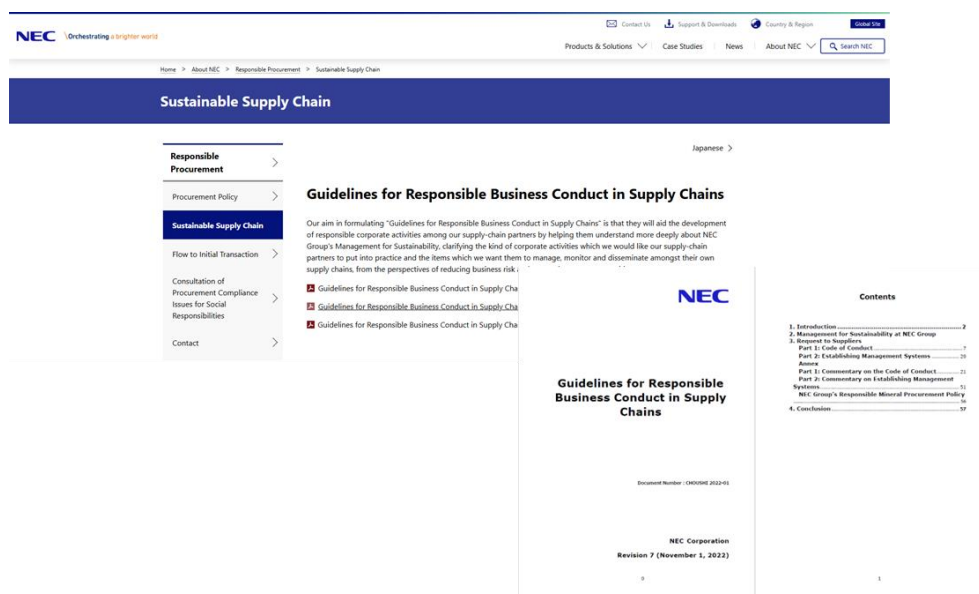 Contact Us
Support & Downloads
Country & Region
Global Site
NEC
\Orchestrating a brighter world
Products & Solutions
Case Studies
News
About NEC
Search NEC
Home > About NEC > Responsible Procurement > Sustainable Supply Chain
Sustainable Supply Chain
Japanese >
Responsible
Procurement
Procurement Policy
Sustainable Supply Chain
Flow to Initial Transaction
Consultation of
Procurement Compliance
Issues for Social
Responsibilities
Contact
Guidelines for Responsible Business Conduct in Supply Chains
Our aim in formulating "Guidelines for Responsible Business Conduct in Supply Chains" is that they will aid the development
of responsible corporate activities among our supply-chain partners by helping them understand more deeply about NEC
Group's Management for Sustainability, clarifying the kind of corporate activities which we would like our supply-chain
partners to put into practice and the items which we want them to manage, monitor and disseminate amongst their own
supply chains, from the perspectives of reducing business risk
Guidelines for Responsible Business Conduct in Supply Cha
Guidelines for Responsible Business Conduct in Supply Cha
Guidelines for Responsible Business Conduct in Supply Cha
NEC
Guidelines for Responsible
Business Conduct in Supply
Chains
Document Number : CHOUSHI 2022-01
NEC Corporation
Revision 7 (November 1, 2022)
0
Contents
1. Introduction 2
2. Management for Sustainability at NEC Group
3. Request to Suppliers
Part 1: Code of Conduct 7
Part 2: Establishing Management Systems
Annex
Part 1: Commentary on the Code of Conduct 21
Part 2: Commentary on Establishing Management
Systems 51
NEC Group's Responsible Mineral Procurement Policy
56
4. Conclusion 57
1